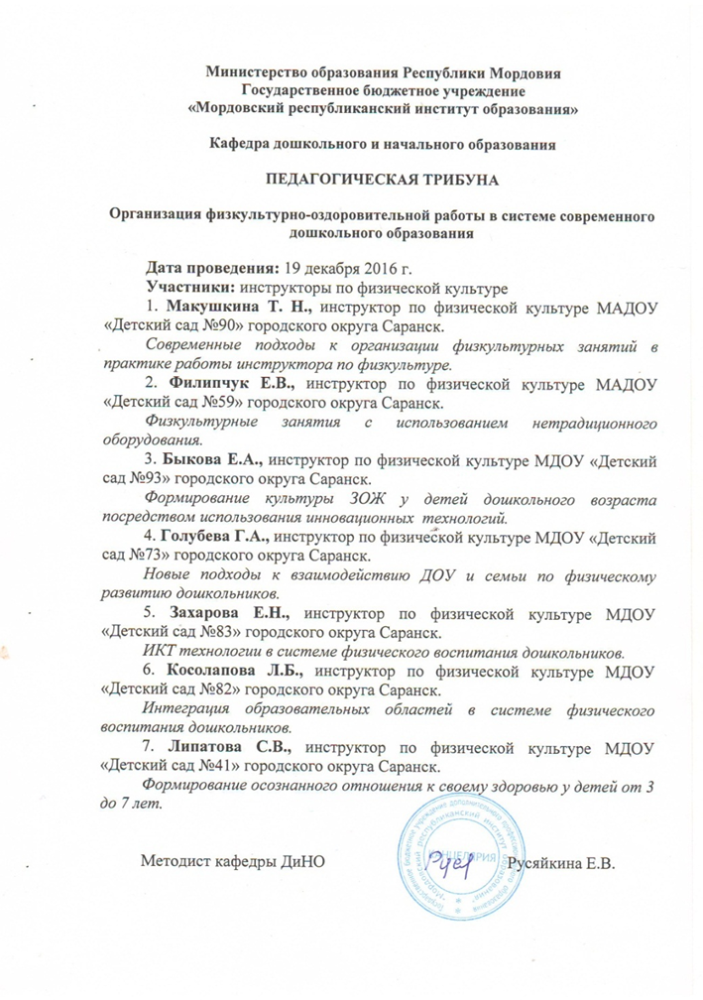 Министерство образования Республики Мордовия
Государственное бюджетное учреждение
«Мордовский республиканский институт образования»
Кафедра дошкольного и начального образования
ПЕДАГОГИЧЕСКАЯ ТРИБУНА
Организация физкультурно-оздоровительной работы в системе современного
дошкольного образования
Дата проведения: 19 декабря 2016 г.
Участники: инструкторы по физической культуре
1. Макушкина Т. Н., инструктор по физической культуре МАДОУ
«Детский сад №90» городского округа Саранск.
Современные подходы к организации физкультурных занятий в
практике работы инструктора по физкультуре.
2. Филипчук Е.В., инструктор по физической культуре МАДОУ
«Детский сад №59» городского округа Саранск.
Физкультурные занятия с использованием нетрадиционного
оборудования.
3. Быкова Е.А., инструктор по физической культуре МДОУ «Детский
сад №93» городского округа Саранск.
Формирование культуры ЗОЖ у детей дошкольного возраста
посредством использования инновационных технологий.
4. Голубева Г.А., инструктор по физической культуре МДОУ «Детский
сад №73» городского округа Саранск.
Новые подходы к взаимодействию ДОУ и семьи по физическому
развитию дошкольников.
5. Захарова Е.Н., инструктор по физической культуре МДОУ
«Детский сад №83» городского округа Саранск.
ИКТ технологии в системе физического воспитания дошкольников.
6. Косолапова Л.Б., инструктор по физической культуре МДОУ
«Детский сад №82» городского округа Саранск.
Интеграция образовательных областей в системе физического
воспитания дошкольников.
7. Липатова С.В., инструктор по физической культуре МДОУ
«Детский сад №41» городского округа Саранск.
Формирование осознанного отношения к своему здоровью у детей от 3
до 7 лет.
Методист кафедры ДиНО Русяйкина Е.В.
КАНЦЕЛЯРИЯ
"Мордовский республиканский институт образования"